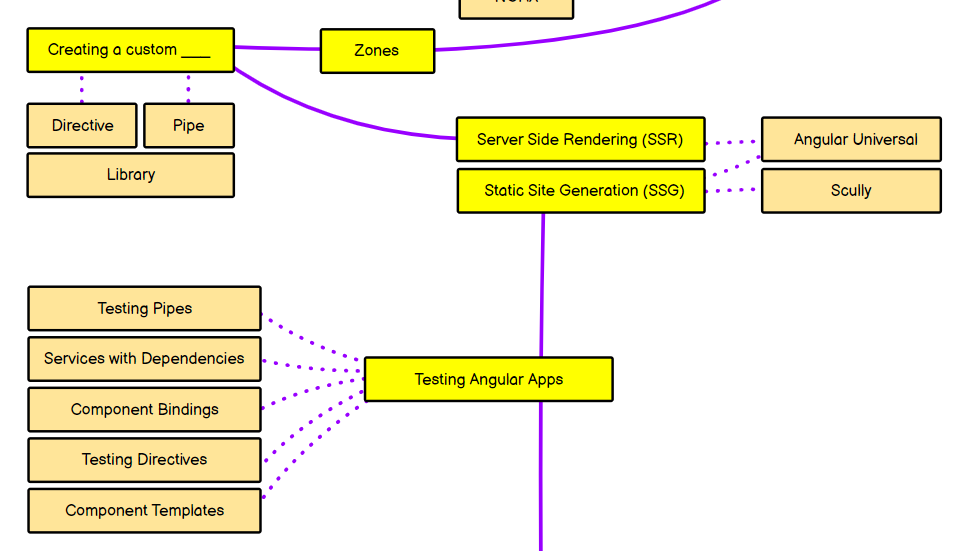 Creating a custom ____
Zones
Directive
Pipe
Library
Server Side Rendering (SSR)
Static Site Generation (SSG)
Angular Universal
Scully
Testing Pipes
Services with Dependencies
Component Bindings
Testing Directives
Component Templates
Testing Angular Apps